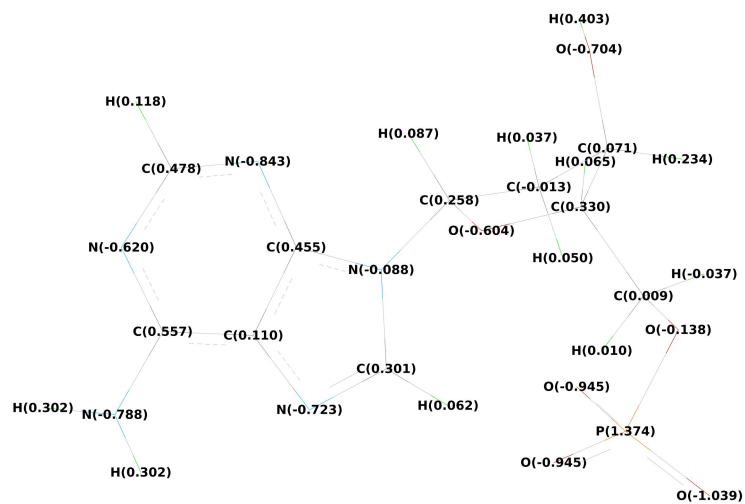 H(0.403)
O(-0.704)
H(0.118)
H(0.087)
H(0.037)
C(0.071)
N(-0.843)
H(0.065)
H(0.234)
C(0.478)
C(-0.013)
C(0.258)
C(0.330)
O(-0.604)
N(-0.620)
C(0.455)
H(0.050)
N(-0.088)
H(-0.037)
C(0.009)
C(0.557)
C(0.110)
O(-0.138)
H(0.010)
C(0.301)
O(-0.945)
H(0.302)
N(-0.788)
N(-0.723)
H(0.062)
P(1.374)
O(-0.945)
H(0.302)
O(-1.039)